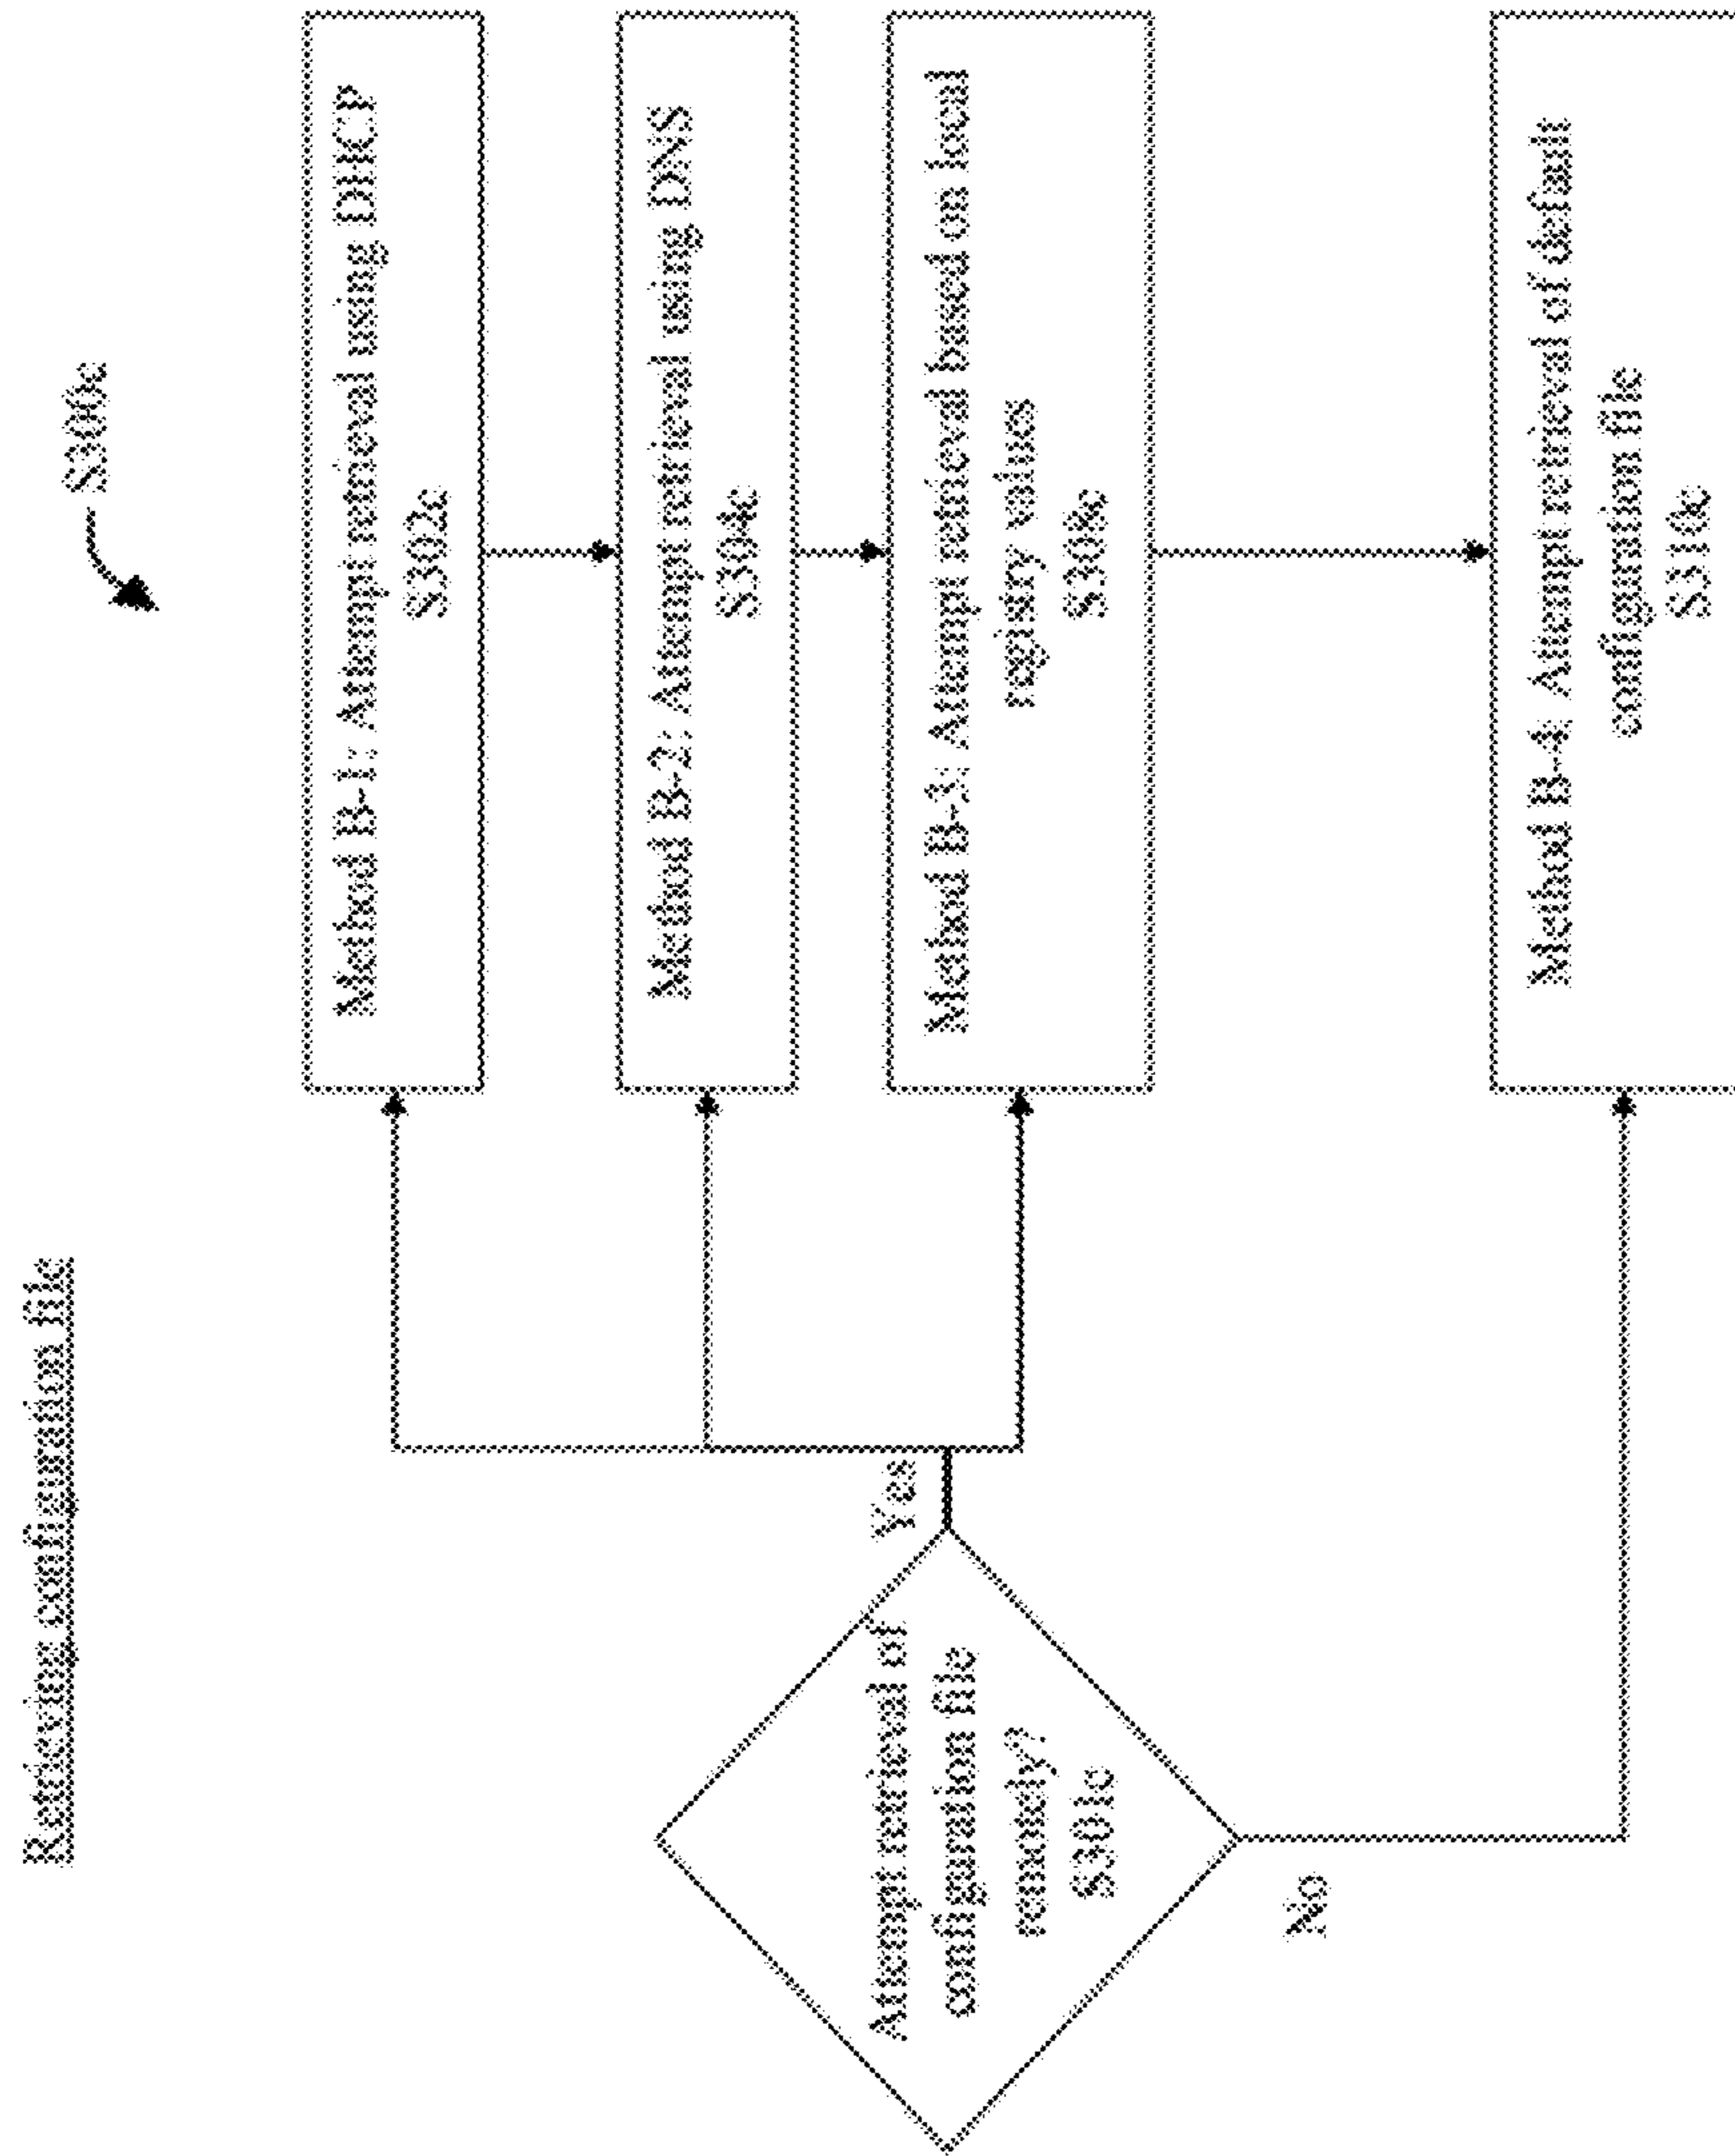 Retrieving configuration file
S300c
Attempt retrieval of
configuration file
remotely?
S301c
Yes
No
Method B-1: Attempt retrieval using DHCP
S302c
Method B-2: Attempt retrieval using DNS
S304c
Method B-3: Attempt retrieval based on local
registry values
S308c
Method B-4: Attempt retrieval of default
configuration file
S310c